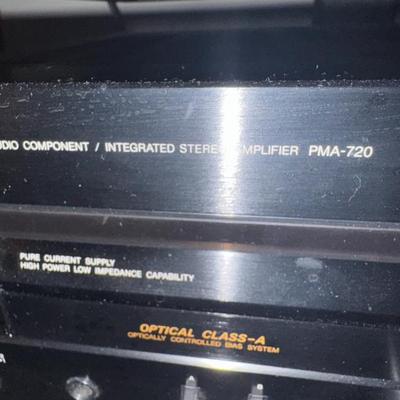 UDIO COMPONENT / INTEGRATED STEREO AMPLIFIER PMA-720
PURE CURRENT SUPPLY
HIGH POWER LOW IMPEDANCE CAPABILITY
OPTICAL CLASS-A
OPTICALLY CONTROLLED BIAS SYSTEM